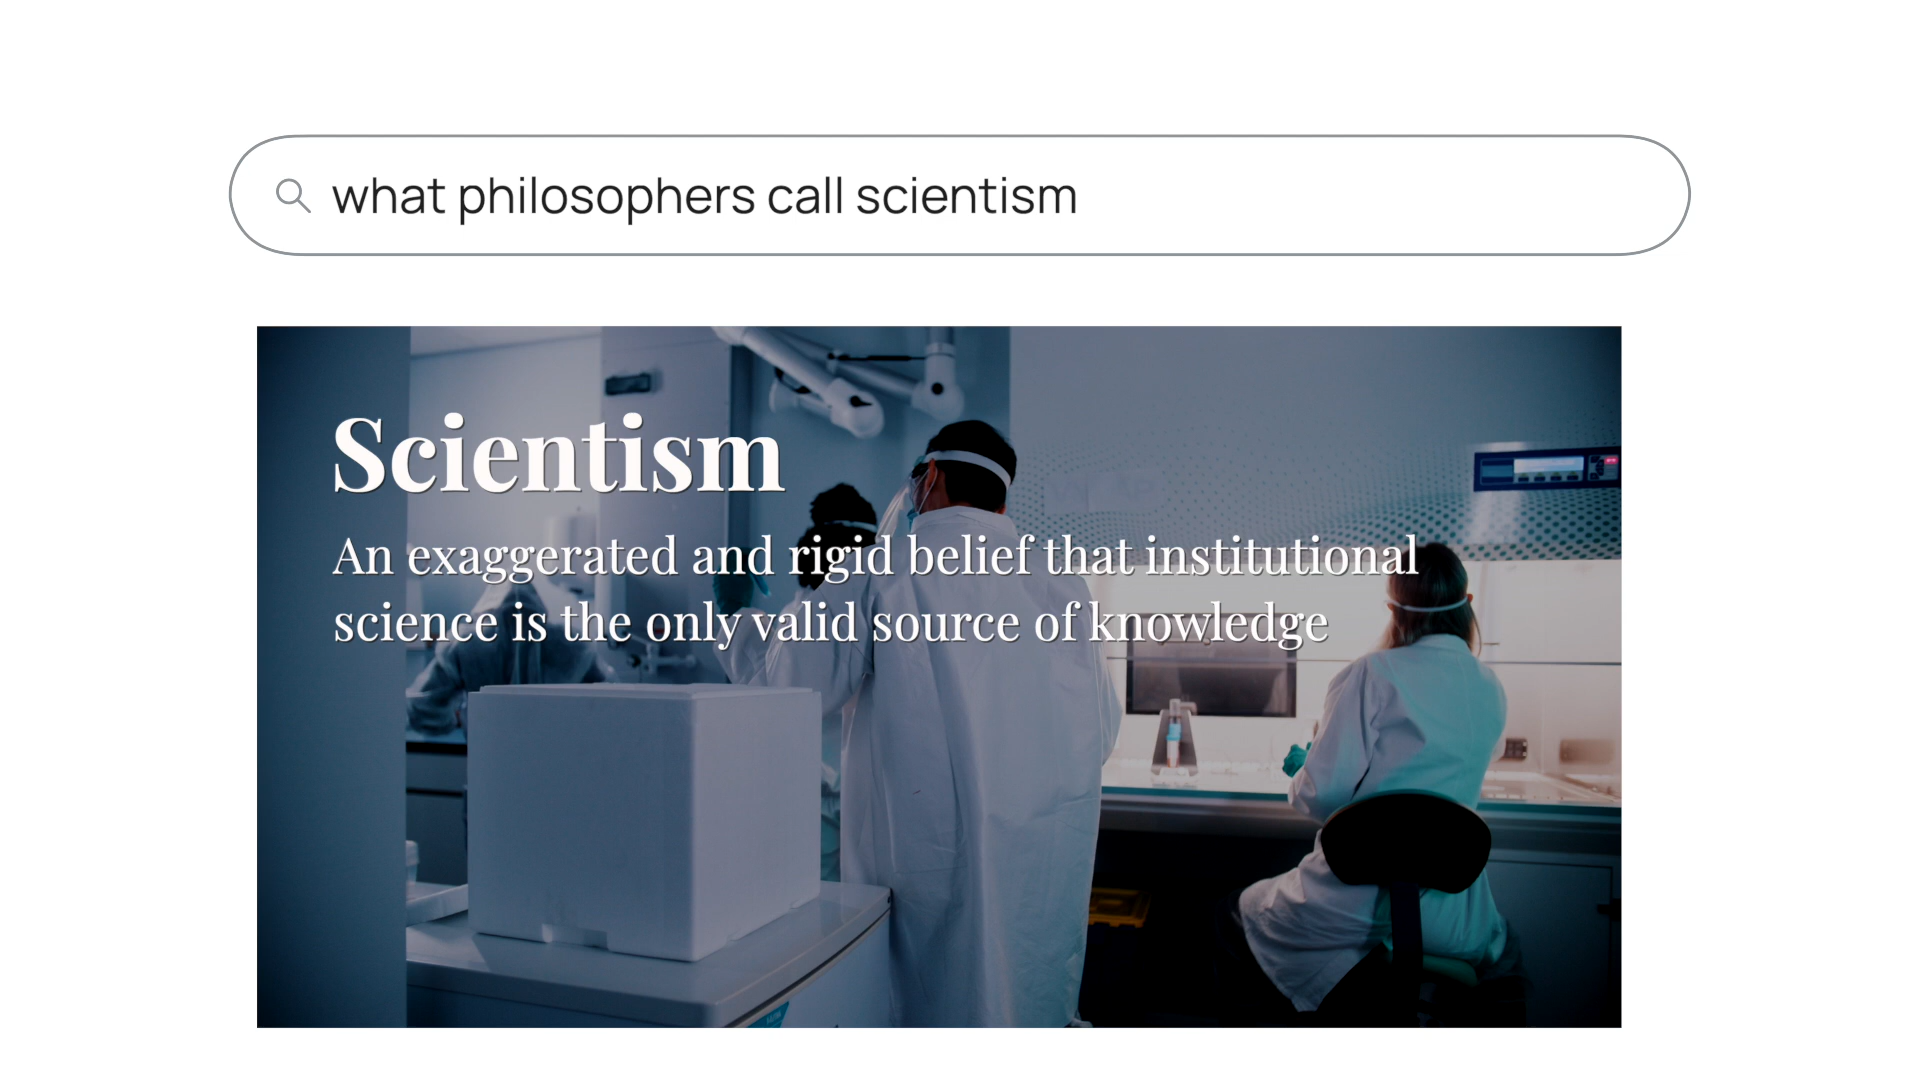 what philosophers call scientism
Scientism
An exaggerated and rigid belief that institutional
science is the only valid source of knowledge